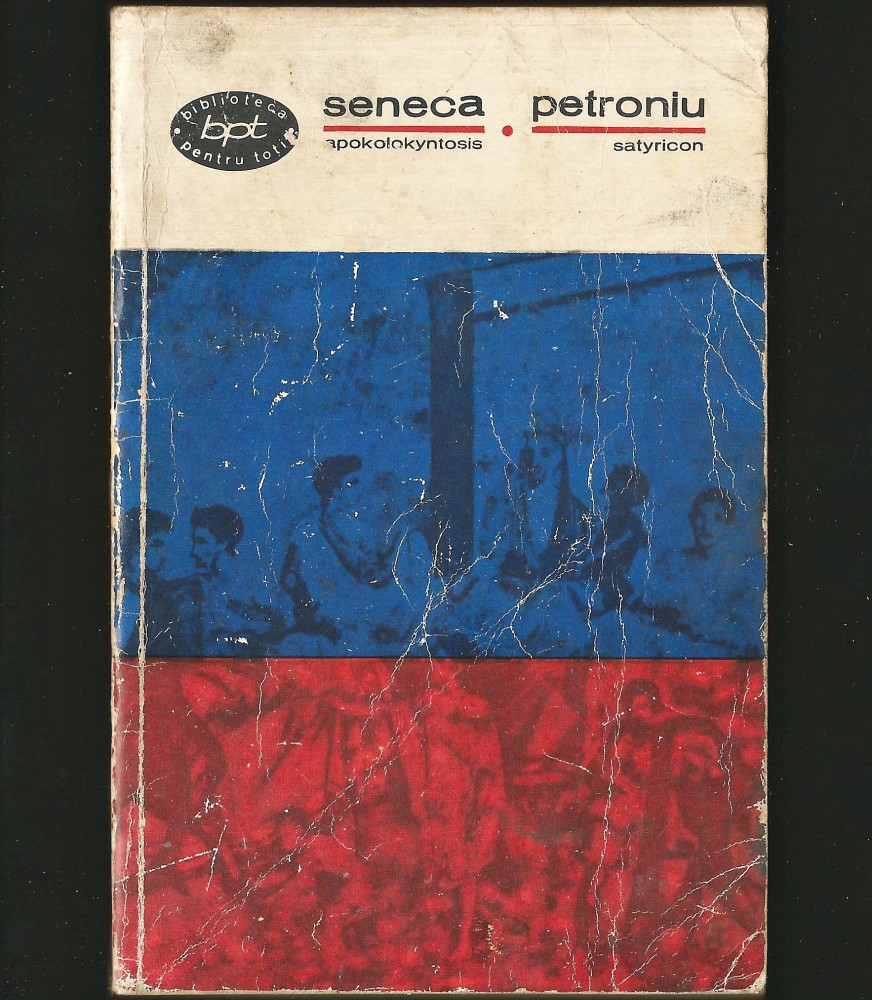 biblioteca
bpt
pentru toți
seneca • petroniu
apokolokyntosis
satyricon